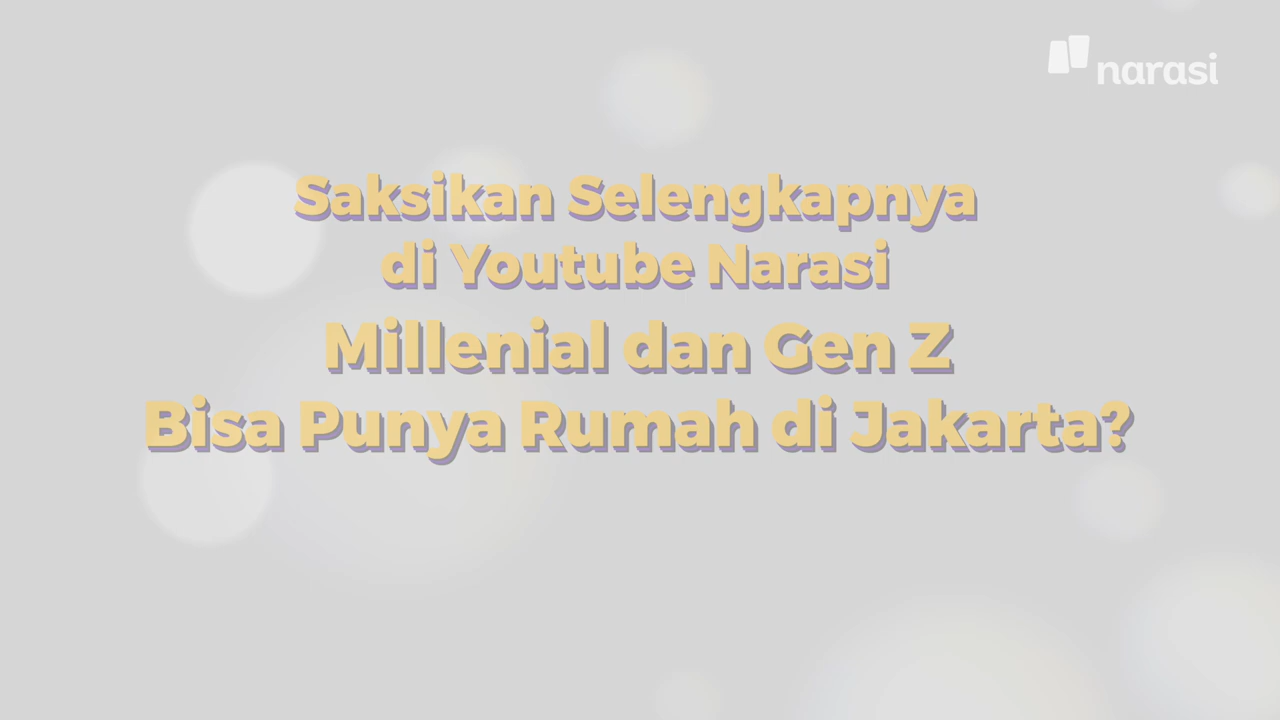 narasi
Saksikan Selengkapnya
di Youtube Narasi
Millenial dan Gen Z
Bisa Punya Rumah di Jakarta?